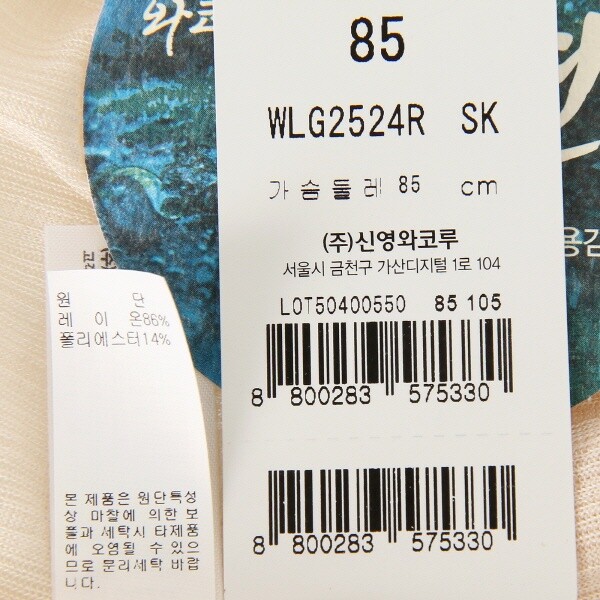 와코
85
WLG2524R SK
가슴둘레 85 cm
(주)신영와코루
서울시 금천구 가산디지털 1로 104
LOT50400550 85 105
8 800283 575330
8 800283 575330
용감
원 단
레 이 온86%
폴리에스터14%
본 제품은 원단특성
상 마찰에 의한 보
풀과 세탁시 타제품
에 오염될 수 있으
므로 분리세탁 바랍
니다.